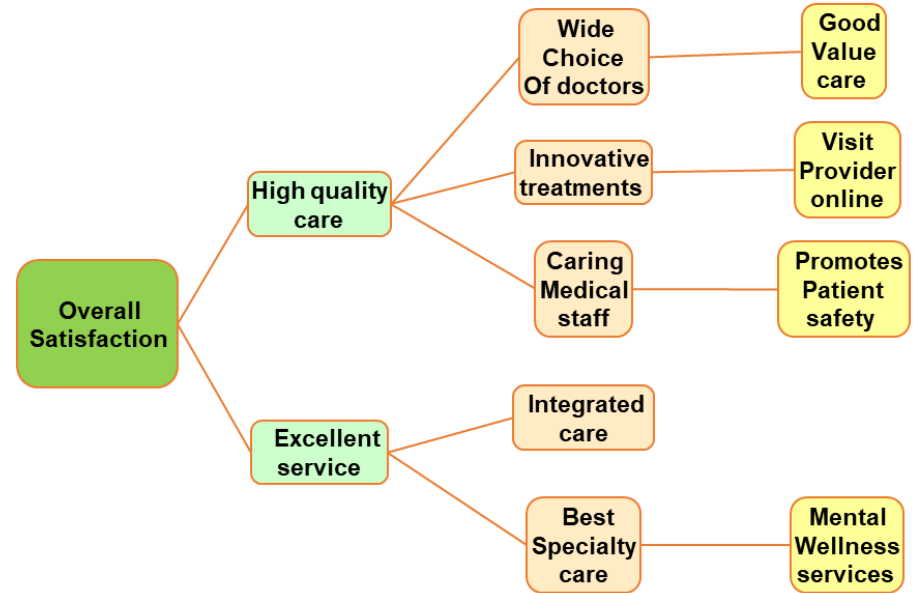 Wide
Choice
Of doctors
Good
Value
care
Innovative
treatments
Visit
Provider
online
High quality
care
Caring
Medical
staff
Promotes
Patient
safety
Overall
Satisfaction
Integrated
care
Excellent
service
Best
Specialty
care
Mental
Wellness
services